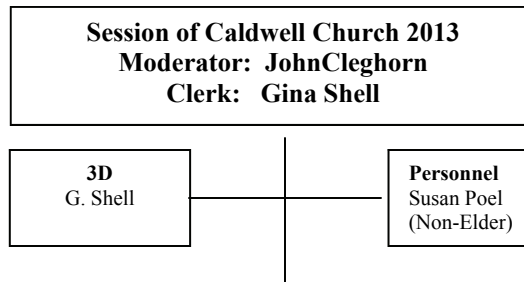 Session of Caldwell Church 2013
Moderator:  JohnCleghorn
Clerk:   Gina Shell
3D
G. Shell
Personnel
Susan Poel
(Non-Elder)